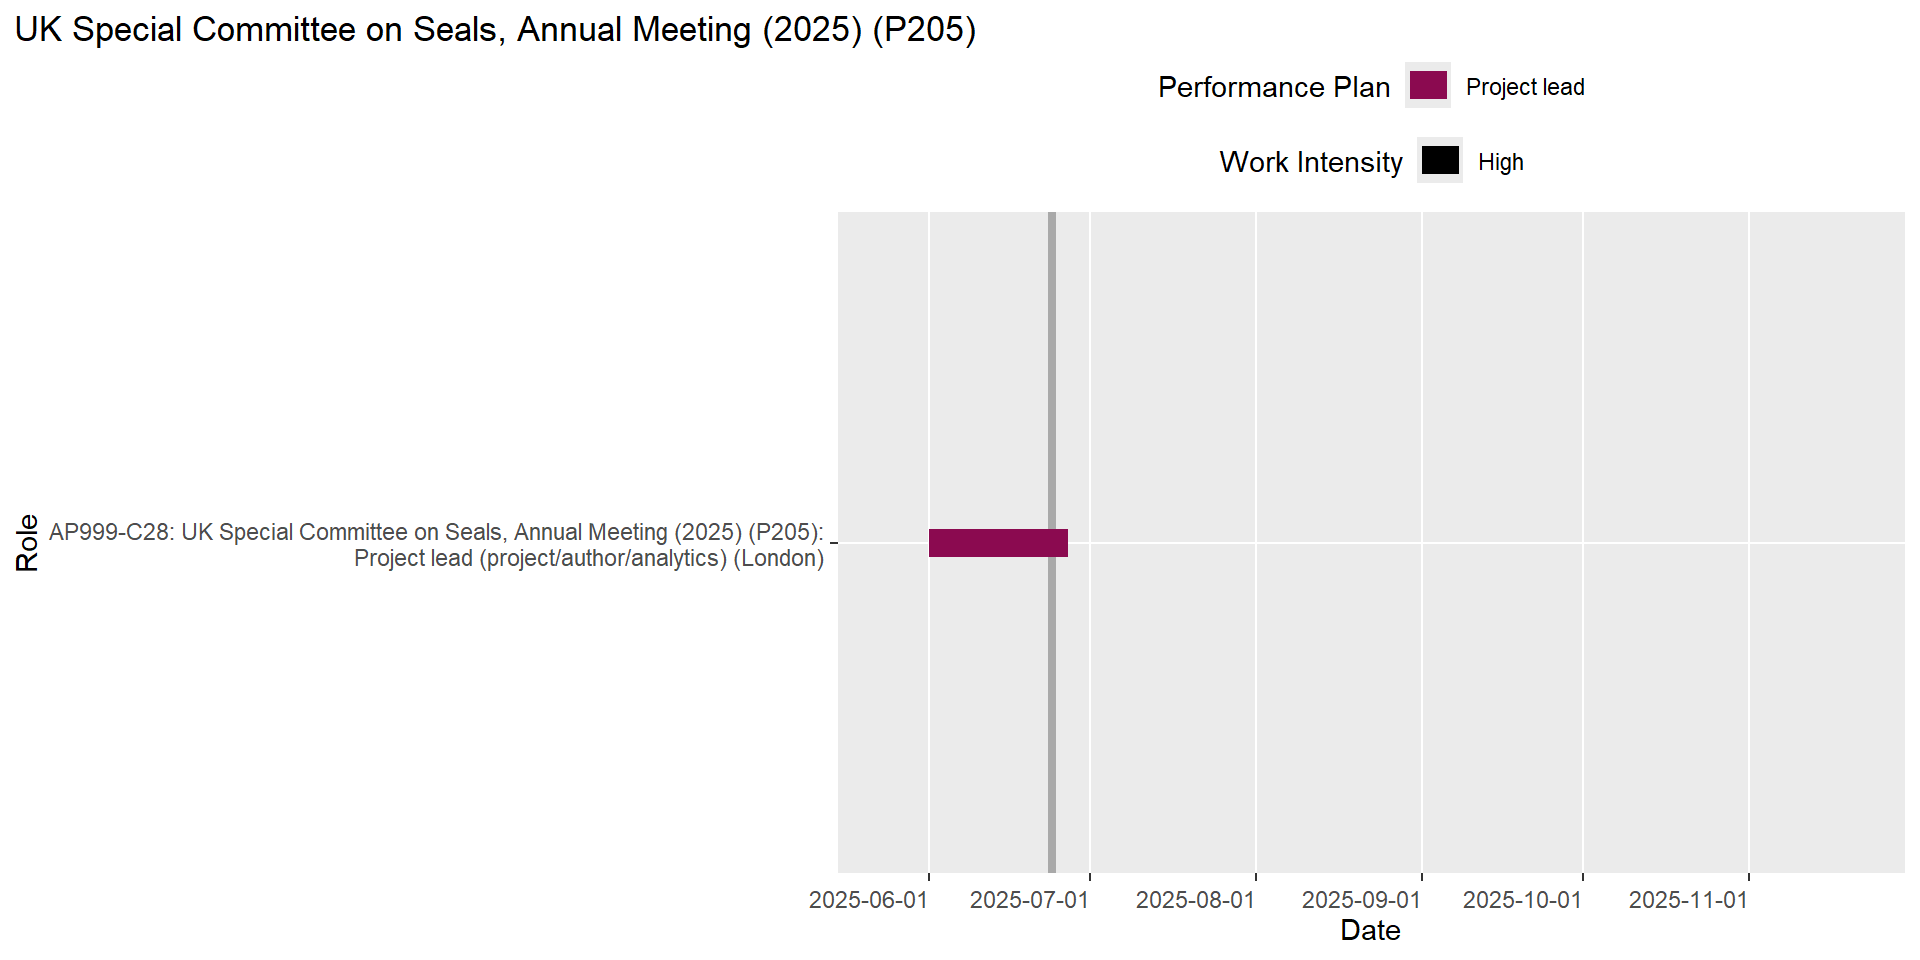 UK Special Committee on Seals, Annual Meeting (2025) (P205)
Performance Plan Project lead
Work Intensity High
Role
AP999-C28: UK Special Committee on Seals, Annual Meeting (2025) (P205):
Project lead (project/author/analytics) (London)
2025-06-01 2025-07-01 2025-08-01 2025-09-01 2025-10-01 2025-11-01
Date